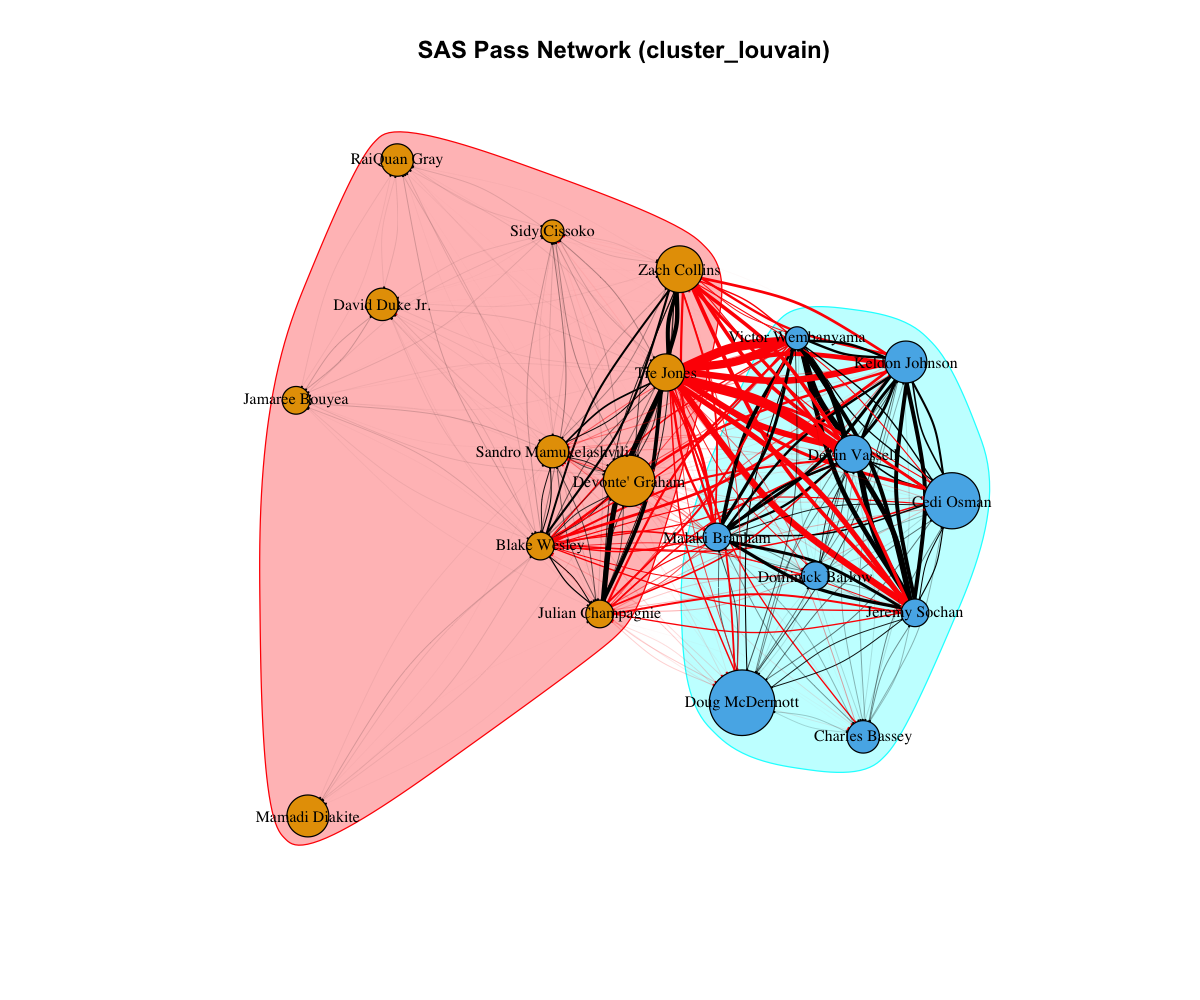 SAS Pass Network (cluster_louvain)
RaiQuan Gray
Sidy Cissoko
Zach Collins
David Duke Jr.
Victor Wembanyama
Keldon Johnson
Tre Jones
Jamaree Bouyea
Sandro Mamukelashvili
Devin Vassell
Devonte' Graham
Cedi Osman
Malaki Branham
Blake Wesley
Dominick Barlow
Julian Champagnie
Jeremy Sochan
Doug McDermott
Charles Bassey
Mamadi Diakite